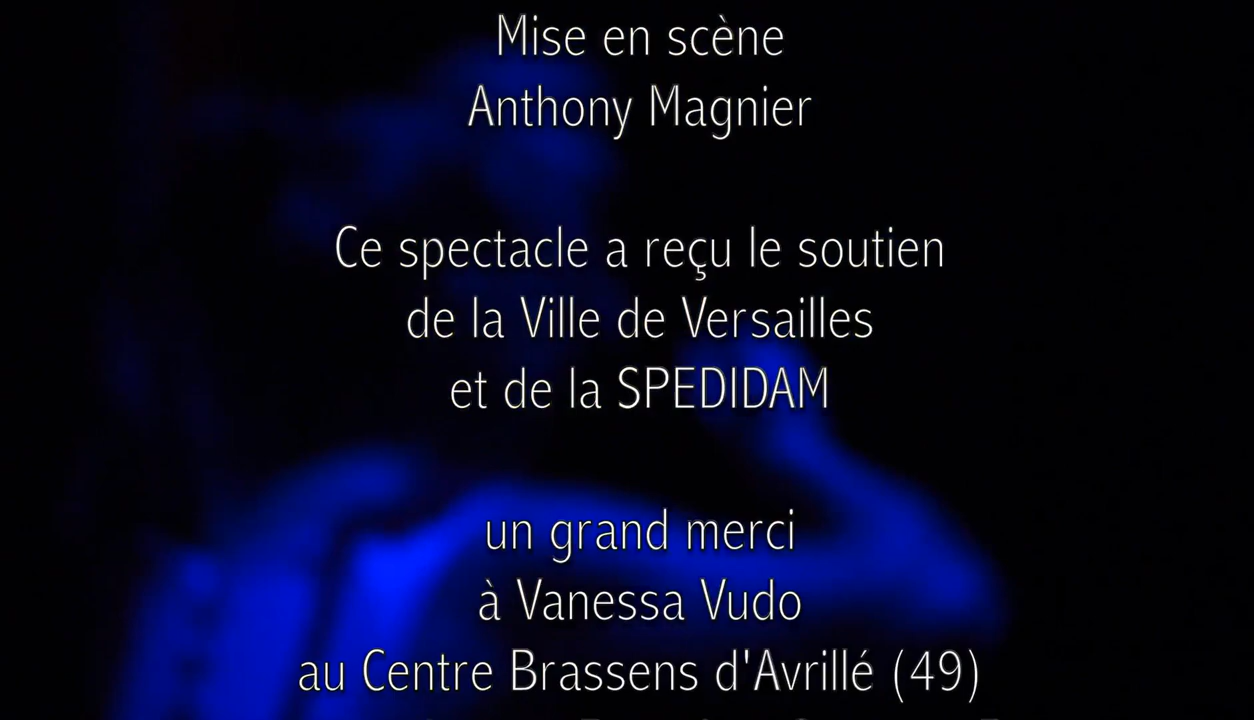 Mise en scène
Anthony Magnier
Ce spectacle a reçu le soutien
de la Ville de Versailles
et de la SPEDIDAM
un grand merci
à Vanessa Vudo
au Centre Brassens d'Avrillé (49)